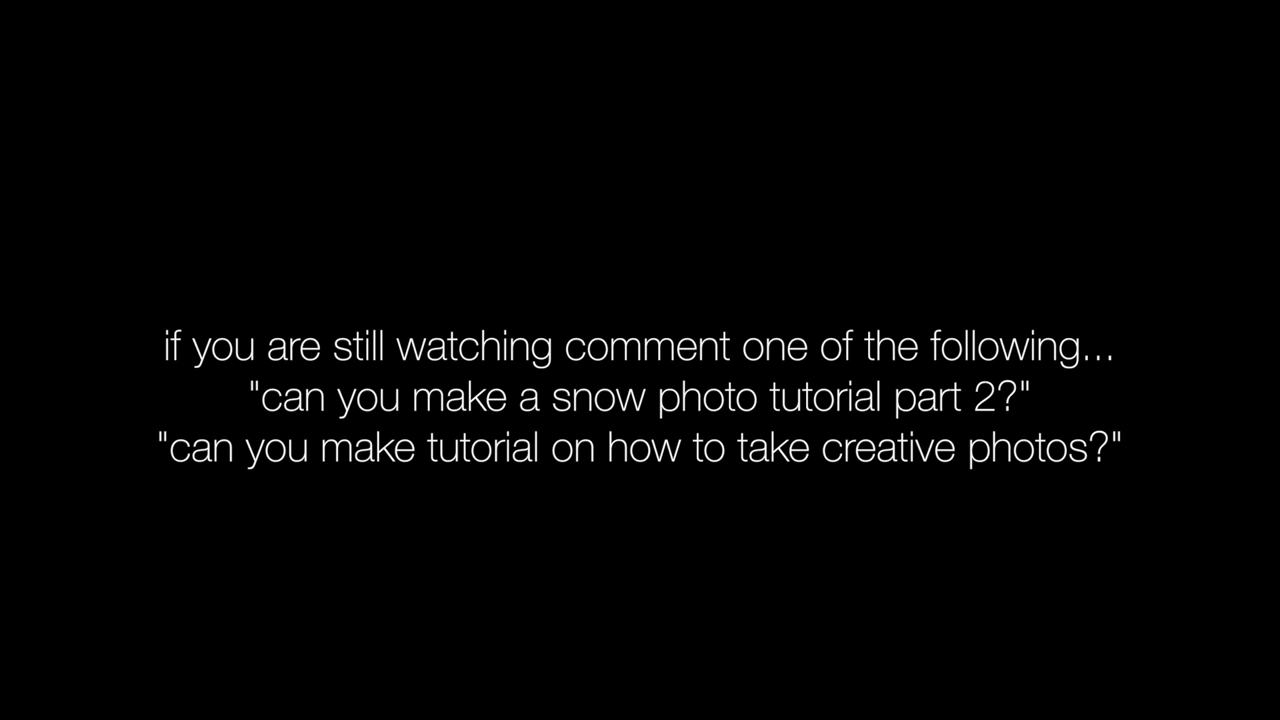 if you are still watching comment one of the following...
"can you make a snow photo tutorial part 2?"
"can you make tutorial on how to take creative photos?"